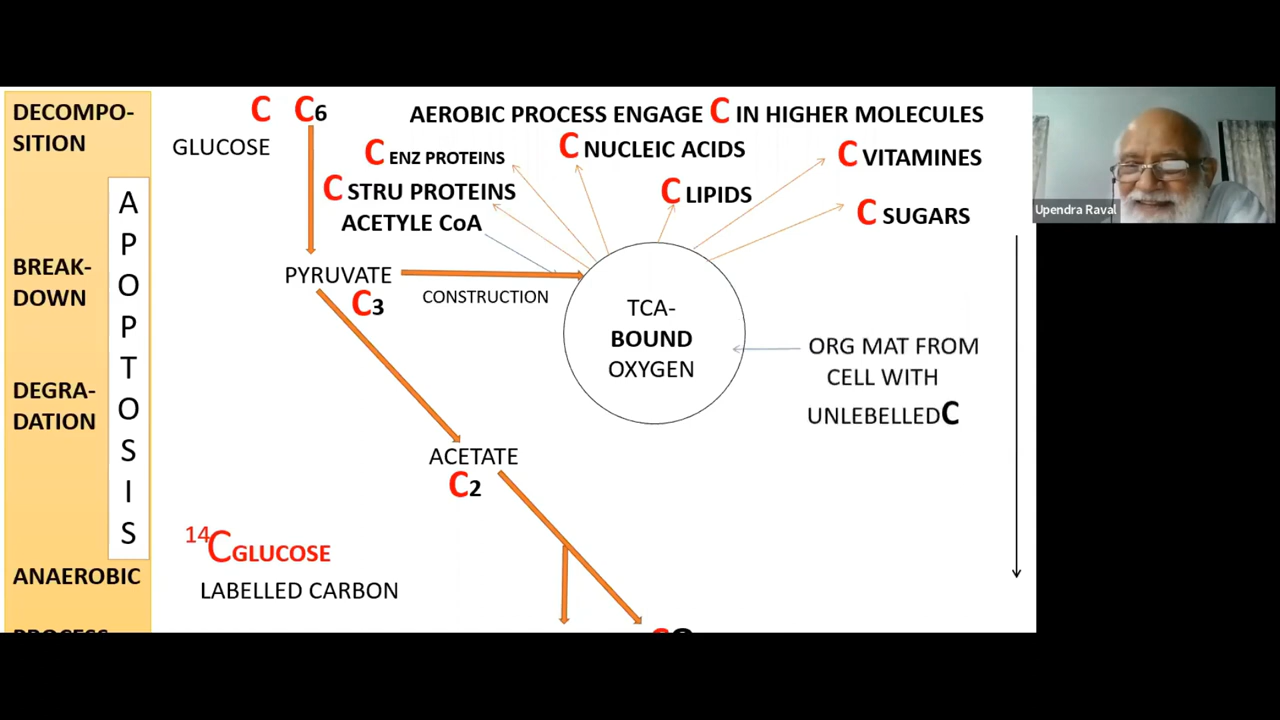 DECOMPO-
SITION
BREAK-
DOWN
DEGRA-
DATION
ANAEROBIC
PROCESS
A
P
O
P
T
O
S
I
S
C C6
GLUCOSE
AEROBIC PROCESS ENGAGE C IN HIGHER MOLECULES
C ENZ PROTEINS
C NUCLEIC ACIDS
C VITAMINES
C STRU PROTEINS
C LIPIDS
C SUGARS
ACETYLE CoA
PYRUVATE
C3
CONSTRUCTION
TCA-
BOUND
OXYGEN
ORG MAT FROM
CELL WITH
UNLEBELLEDC
ACETATE
C2
14CGLUCOSE
LABELLED CARBON
Upendra Raval